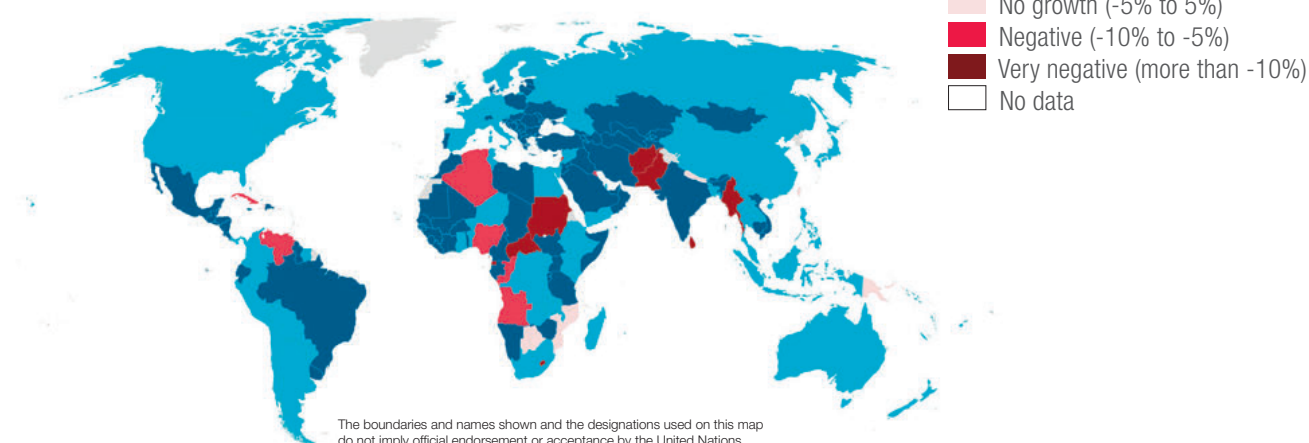 No growth (-5% to 5%)
Negative (-10% to -5%)
Very negative (more than -10%)
No data
The boundaries and names shown and the designations used on this map
do not imply official endorsement or acceptance by the United Nations